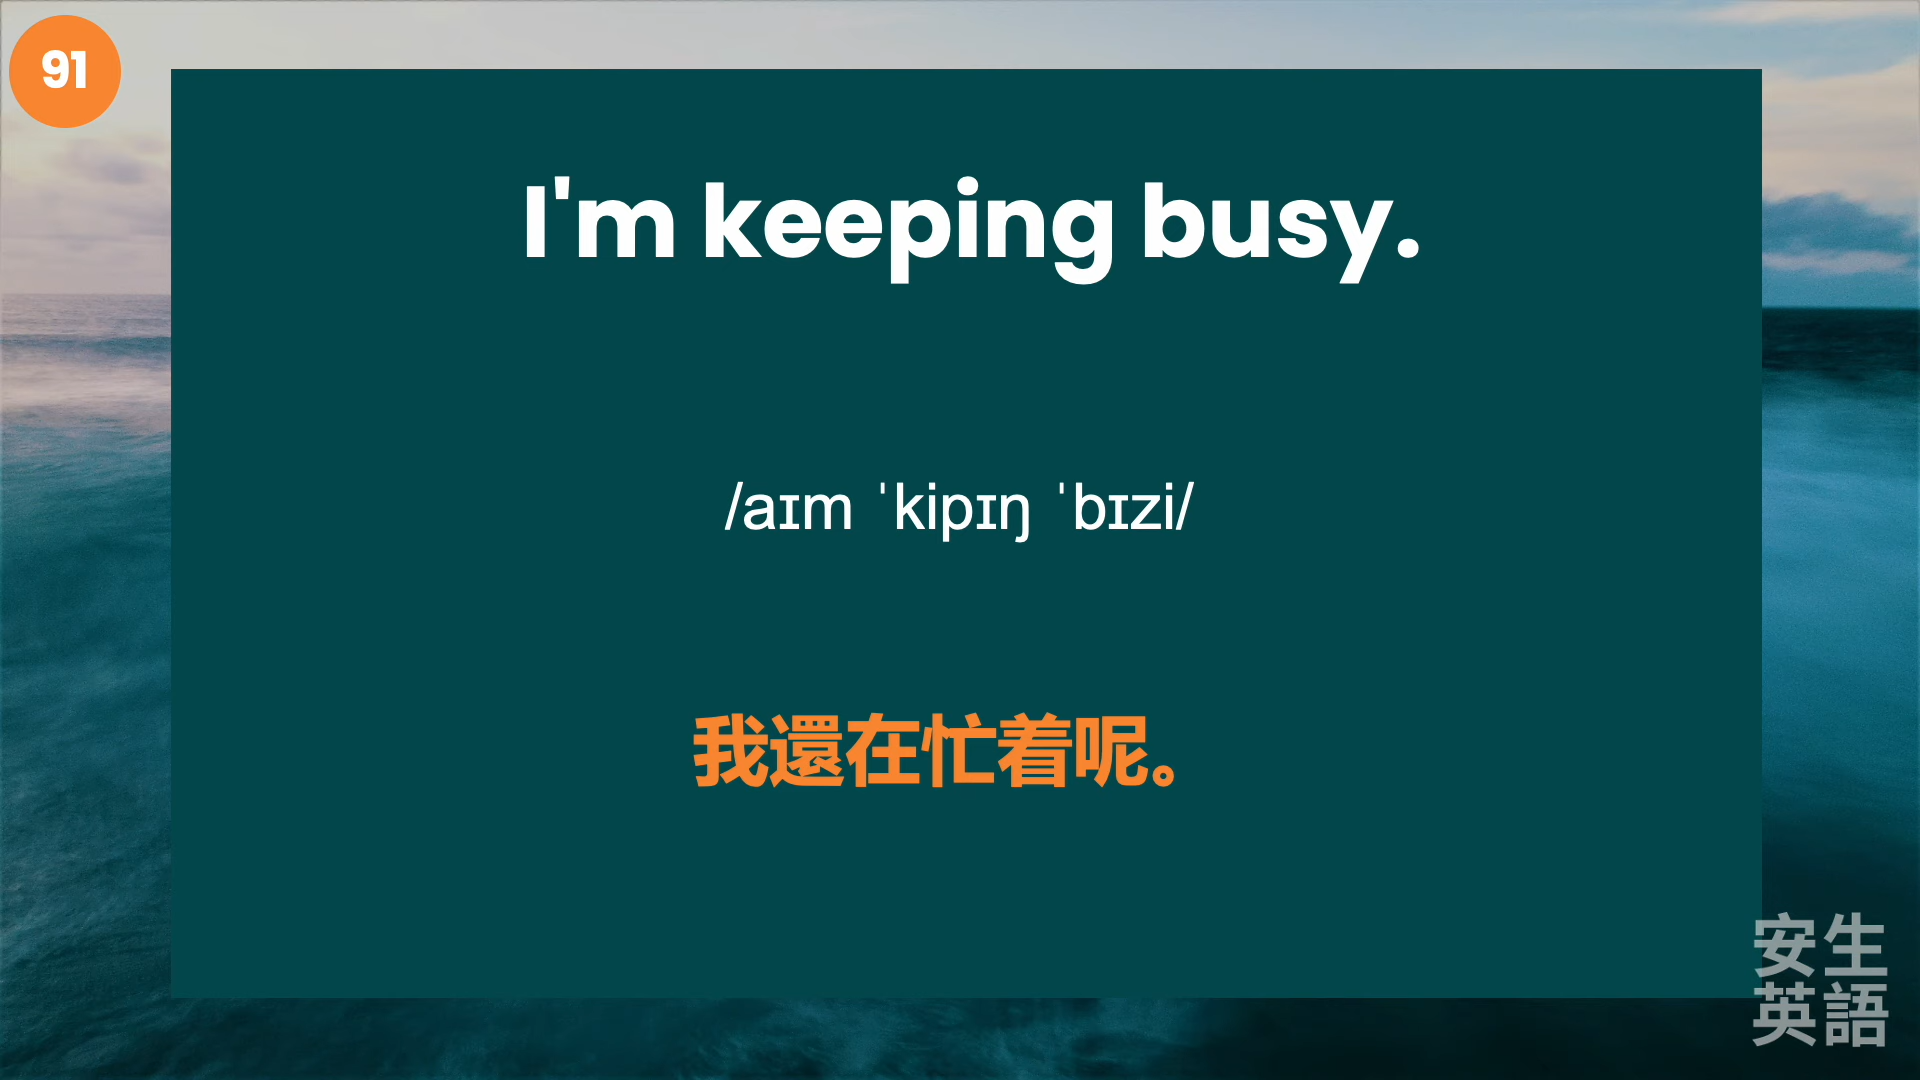 91
I'm keeping busy.
/aɪm ˈkipɪŋ ˈbɪzi/
我還在忙着呢。
安生
英語